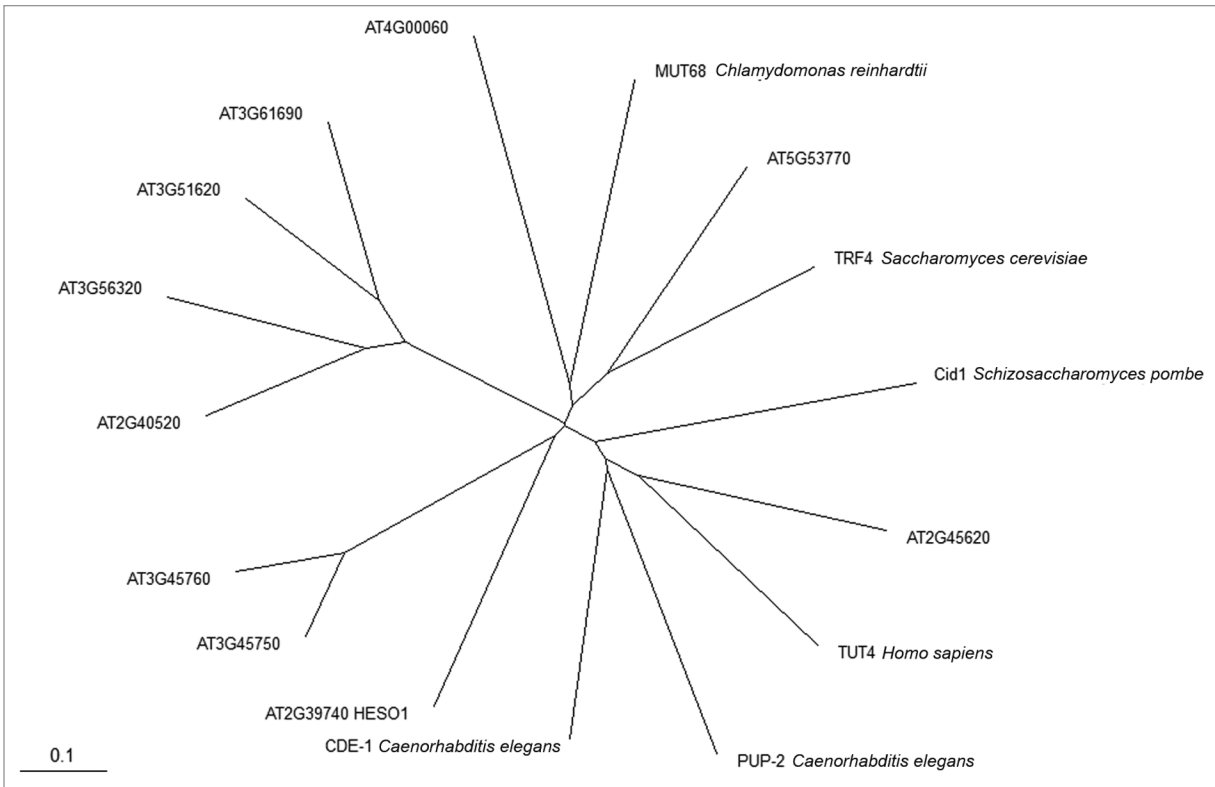 AT4G00060
MUT68 Chlamydomonas reinhardtii
AT3G61690
AT5G53770
AT3G51620
TRF4 Saccharomyces cerevisiae
AT3G56320
Cid1 Schizosaccharomyces pombe
AT2G40520
AT2G45620
AT3G45760
AT3G45750
TUT4 Homo sapiens
AT2G39740 HESO1
CDE-1 Caenorhabditis elegans
0.1
PUP-2 Caenorhabditis elegans